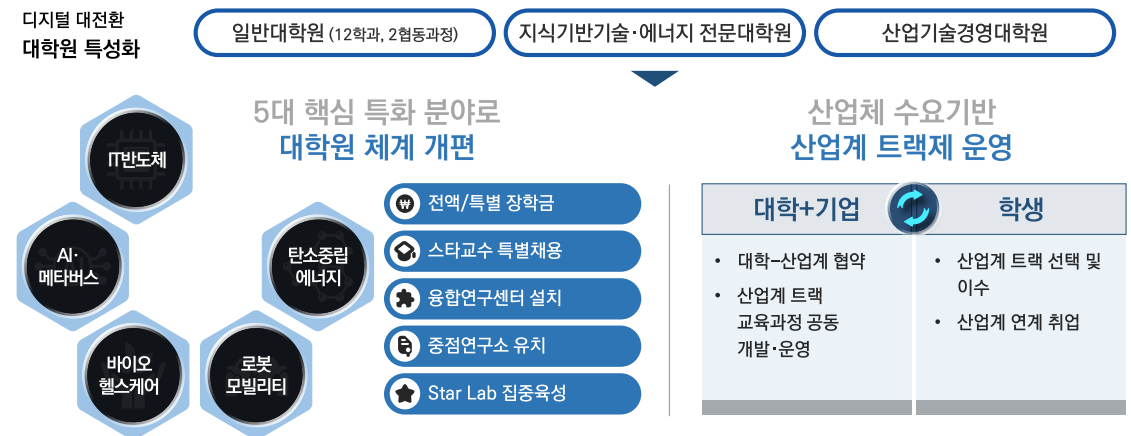 디지털 대전환
대학원 특성화
일반대학원 (12학과, 2협동과정)
지식기반기술·에너지 전문대학원
산업기술경영대학원
5대 핵심 특화 분야로
대학원 체계 개편
IT반도체
AI·
메타버스
탄소중립
에너지
바이오
헬스케어
로봇
모빌리티
전액/특별 장학금
스타교수 특별채용
융합연구센터 설치
중점연구소 유치
Star Lab 집중육성
산업체 수요기반
산업계 트랙제 운영
대학+기업
학생
• 대학-산업계 협약
• 산업계 트랙
교육과정 공동
개발·운영
• 산업계 트랙 선택 및
이수
• 산업계 연계 취업